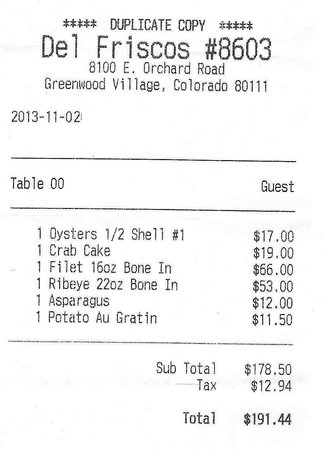 ***** DUPLICATE COPY *****
Del Friscos #8603
8100 E. Orchard Road
Greenwood Village, Colorado 80111
2013-11-02
Table 00 Guest
1 Oysters 1/2 Shell #1 $17.00
1 Crab Cake $19.00
1 Filet 16oz Bone In $66.00
1 Ribeye 22oz Bone In $53.00
1 Asparagus $12.00
1 Potato Au Gratin $11.50
Sub Total $178.50
Tax $12.94
Total $191.44